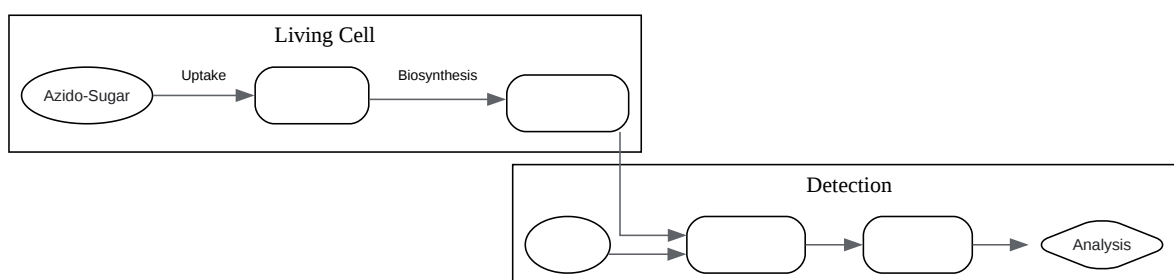 Living Cell
Uptake
Biosynthesis
Azido-Sugar
Detection
Analysis